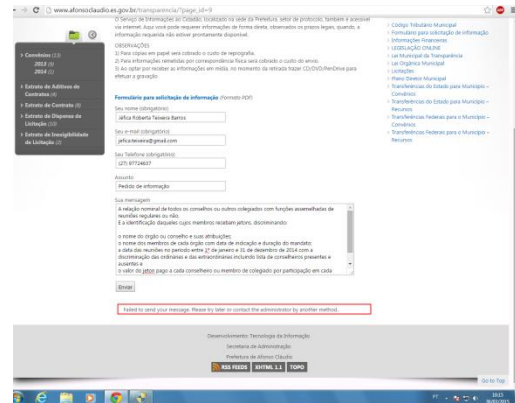 www.afonsoclaudio.es.gov.br/transparencia/?page_id=9
O Serviço de Informações ao Cidadão, localizado na sede da Prefeitura, setor de protocolo, também é acessível
via internet. Aqui você pode requerer informações de forma direta, observados os prazos legais, quando, a
informação requerida não estiver prontamente disponível.
OBSERVAÇÕES
1) Para cópias em papel será cobrado o custo de reprografia.
2) Para informações remetidas por correspondência física será cobrado o custo do envio.
3) Ao optar por receber as informações em mídia, no momento da retirada trazer CD/DVD/PenDrive para
efetuar a gravação
Convênios (13)
2013 (9)
2014 (1)
Extrato de Aditivos de
Contratos (4)
Extrato de Contrato (8)
Extrato de Dispensa de
Licitação (10)
Extrato de Inexigibilidade
de Licitação (2)
Formulário para solicitação de informação (Formato PDF)
Seu nome (obrigatório)
Jéfica Roberta Teixeira Barros
Seu e-mail (obrigatório)
Seu Telefone (obrigatório)
(27) 97724637
Assunto
Pedido de informação
Sua mensagem
A relação nominal de todos os conselhos ou outros colegiados com funções assemelhadas de
reuniões regulares ou não.
E a identificação daqueles cujos membros recebam jetons, discriminando
o nome do órgão ou conselho e suas atribuições
o nome dos membros de cada órgão com data de indicação e duração do mandato;
a data das reuniões no período entre 1º de janeiro e 31 de dezembro de 2014 com a
discriminação das ordinárias e das extraordinárias incluindo lista de conselheiros presentes e
ausentes e
o valor do jeton pago a cada conselheiro ou membro de colegiado por participação em cada
Enviar
Failed to send your message. Please try later or contact the administrator by another method.
Código Tributário Municipal
Formulário para solicitação de informação
Informações Financeiras
LEGISLAÇÃO ONLINE
Lei Municipal da Transparência
Lei Orgânica Municipal
Licitações
Plano Diretor Municipal
Transferências do Estado para Município –
Convênios
Transferências do Estado para Município –
Recursos
Transferências Federais para o Município –
Convênios
Transferências Federais para o Município –
Recursos
Desenvolvimento: Tecnologia da Informação
Secretaria de Administração
Prefeitura de Afonso Cláudio
RSS FEEDS XHTML 1.1 TOPO
Go to Top
PT
10:15